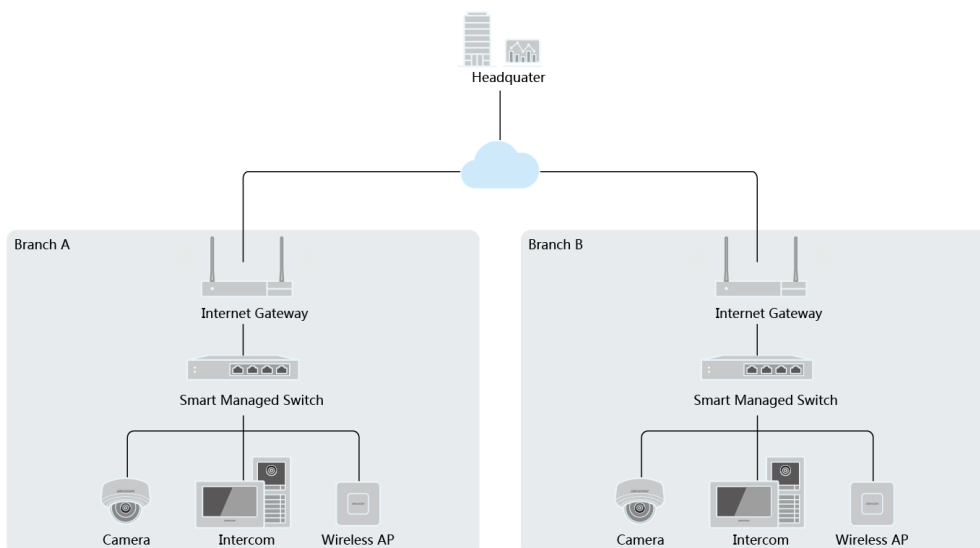 Headquater
Branch A
Branch B
Internet Gateway
Internet Gateway
Smart Managed Switch
Smart Managed Switch
Camera
Intercom
Wireless AP
Camera
Intercom
Wireless AP